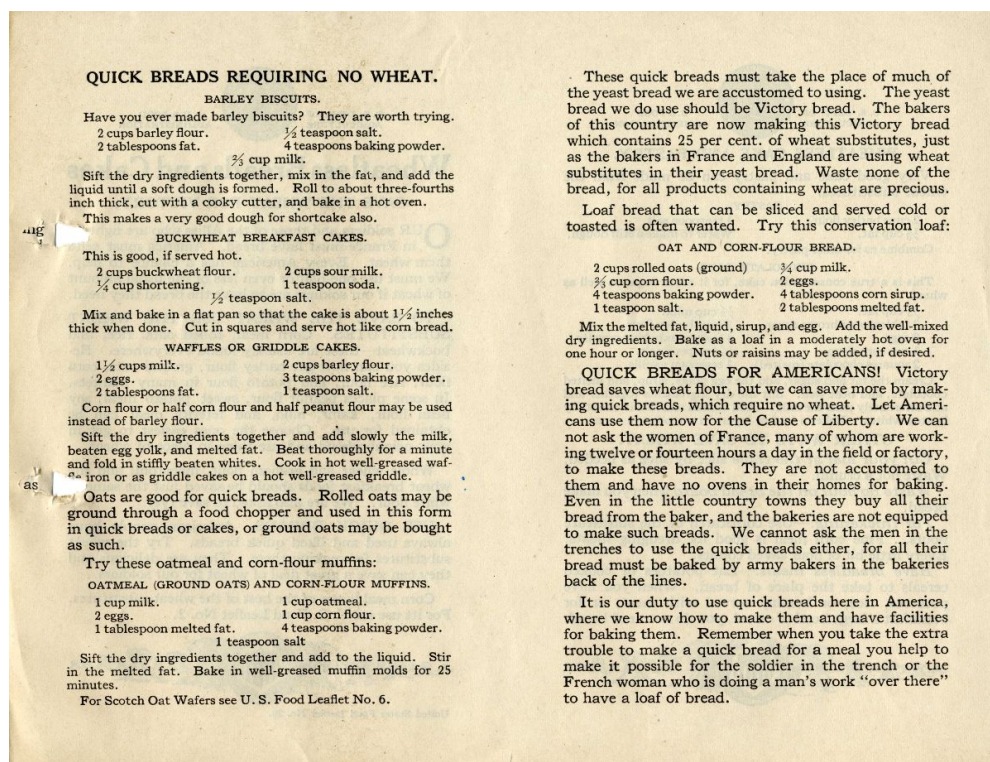 QUICK BREADS REQUIRING NO WHEAT.
BARLEY BISCUITS.
Have you ever made barley biscuits? They are worth trying.
2 cups barley flour. ½ teaspoon salt.
2 tablespoons fat. 4 teaspoons baking powder.
⅔ cup milk.
Sift the dry ingredients together, mix in the fat, and add the
liquid until a soft dough is formed. Roll to about three-fourths
inch thick, cut with a cooky cutter, and bake in a hot oven.
This makes a very good dough for shortcake also.
BUCKWHEAT BREAKFAST CAKES.
This is good, if served hot.
2 cups buckwheat flour. 2 cups sour milk.
¼ cup shortening. 1 teaspoon soda.
½ teaspoon salt.
Mix and bake in a flat pan so that the cake is about 1½ inches
thick when done. Cut in squares and serve hot like corn bread.
WAFFLES OR GRIDDLE CAKES.
1½ cups milk. 2 cups barley flour.
2 eggs. 3 teaspoons baking powder.
2 tablespoons fat. 1 teaspoon salt.
Corn flour or half corn flour and half peanut flour may be used
instead of barley flour.
Sift the dry ingredients together and add slowly the milk,
beaten egg yolk, and melted fat. Beat thoroughly for a minute
and fold in stiffly beaten whites. Cook in hot well-greased waf-
fle iron or as griddle cakes on a hot well-greased griddle.
as
Oats are good for quick breads. Rolled oats may be
ground through a food chopper and used in this form
in quick breads or cakes, or ground oats may be bought
as such.
Try these oatmeal and corn-flour muffins:
OATMEAL (GROUND OATS) AND CORN-FLOUR MUFFINS.
1 cup milk. 1 cup oatmeal.
2 eggs. 1 cup corn flour.
1 tablespoon melted fat. 4 teaspoons baking powder.
1 teaspoon salt
Sift the dry ingredients together and add to the liquid. Stir
in the melted fat. Bake in well-greased muffin molds for 25
minutes.
For Scotch Oat Wafers see U. S. Food Leaflet No. 6.
These quick breads must take the place of much of
the yeast bread we are accustomed to using. The yeast
bread we do use should be Victory bread. The bakers
of this country are now making this Victory bread
which contains 25 per cent. of wheat substitutes, just
as the bakers in France and England are using wheat
substitutes in their yeast bread. Waste none of the
bread, for all products containing wheat are precious.
Loaf bread that can be sliced and served cold or
toasted is often wanted. Try this conservation loaf:
OAT AND CORN-FLOUR BREAD.
2 cups rolled oats (ground) ¾ cup milk.
⅔ cup corn flour. 2 eggs.
4 teaspoons baking powder. 4 tablespoons corn sirup.
1 teaspoon salt. 2 tablespoons melted fat.
Mix the melted fat, liquid, sirup, and egg. Add the well-mixed
dry ingredients. Bake as a loaf in a moderately hot oven for
one hour or longer. Nuts or raisins may be added, if desired.
QUICK BREADS FOR AMERICANS! Victory
bread saves wheat flour, but we can save more by mak-
ing quick breads, which require no wheat. Let Ameri-
cans use them now for the Cause of Liberty. We can
not ask the women of France, many of whom are work-
ing twelve or fourteen hours a day in the field or factory,
to make these breads. They are not accustomed to
them and have no ovens in their homes for baking.
Even in the little country towns they buy all their
bread from the baker, and the bakeries are not equipped
to make such breads. We cannot ask the men in the
trenches to use the quick breads either, for all their
bread must be baked by army bakers in the bakeries
back of the lines.
It is our duty to use quick breads here in America,
where we know how to make them and have facilities
for baking them. Remember when you take the extra
trouble to make a quick bread for a meal you help to
make it possible for the soldier in the trench or the
French woman who is doing a man's work "over there"
to have a loaf of bread.